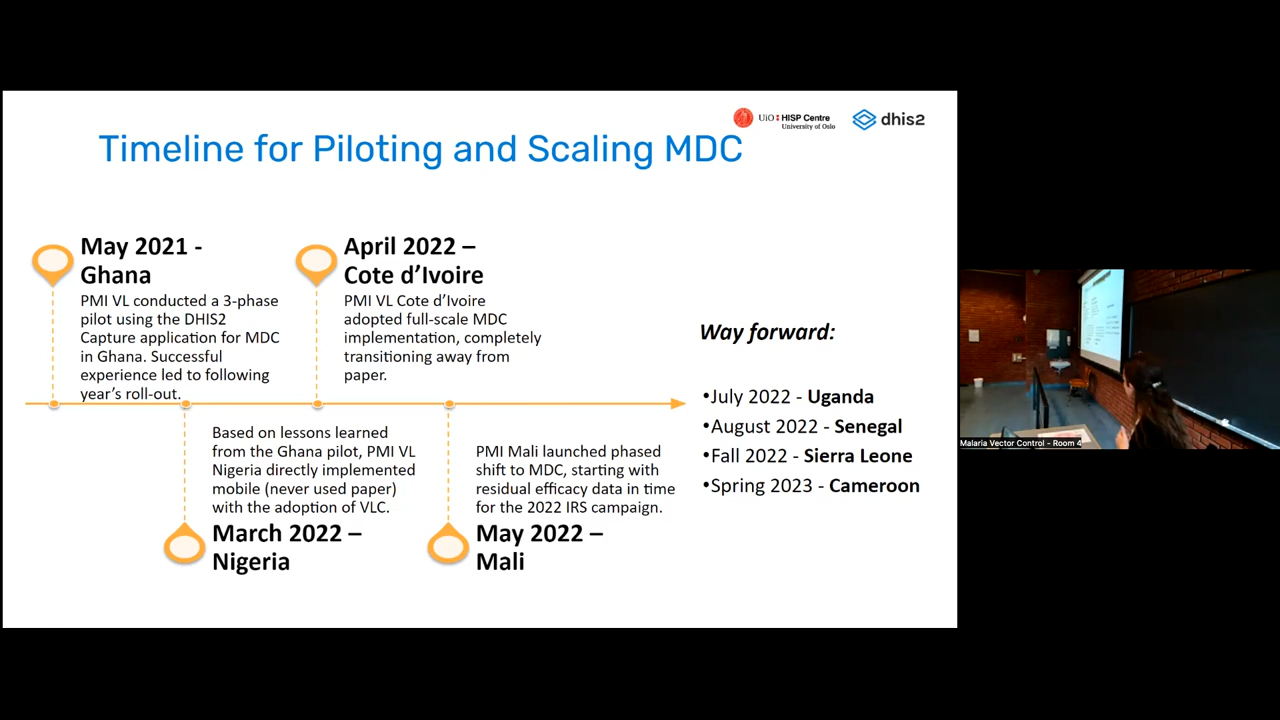 UiO HISP Centre
University of Oslo
dhis2
Timeline for Piloting and Scaling MDC
May 2021 -
Ghana
PMI VL conducted a 3-phase
pilot using the DHIS2
Capture application for MDC
in Ghana. Successful
experience led to following
year’s roll-out.
Based on lessons learned
from the Ghana pilot, PMI VL
Nigeria directly implemented
mobile (never used paper)
with the adoption of VLC.
March 2022 –
Nigeria
April 2022 –
Cote d’Ivoire
PMI VL Cote d’Ivoire
adopted full-scale MDC
implementation, completely
transitioning away from
paper.
PMI Mali launched phased
shift to MDC, starting with
residual efficacy data in time
for the 2022 IRS campaign.
May 2022 –
Mali
Way forward:
•July 2022 - Uganda
•August 2022 - Senegal
•Fall 2022 - Sierra Leone
•Spring 2023 - Cameroon
Malaria Vector Control - Room 4